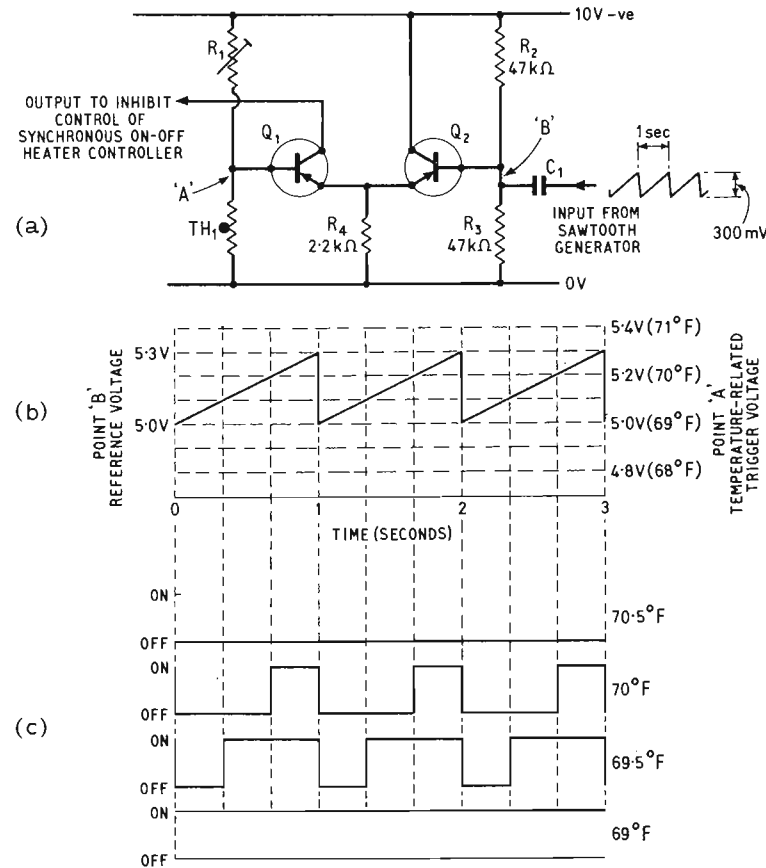 (a)
10V -ve
R1
R2
47kΩ
OUTPUT TO INHIBIT
CONTROL OF
SYNCHRONOUS ON-OFF
HEATER CONTROLLER
Q1
Q2
'A'
'B'
C1
1sec
TH1
R4
2.2kΩ
R3
47kΩ
INPUT FROM
SAWTOOTH
GENERATOR
300mV
0V
(b)
POINT 'B'
REFERENCE VOLTAGE
5·3V
5·0V
5·4V(71°F)
5·2V(70°F)
5·0V(69°F)
4·8V(68°F)
POINT 'A'
TEMPERATURE-RELATED
TRIGGER VOLTAGE
0
1
2
3
TIME (SECONDS)
(c)
ON
OFF
70·5°F
ON
OFF
70°F
ON
OFF
69·5°F
ON
OFF
69°F